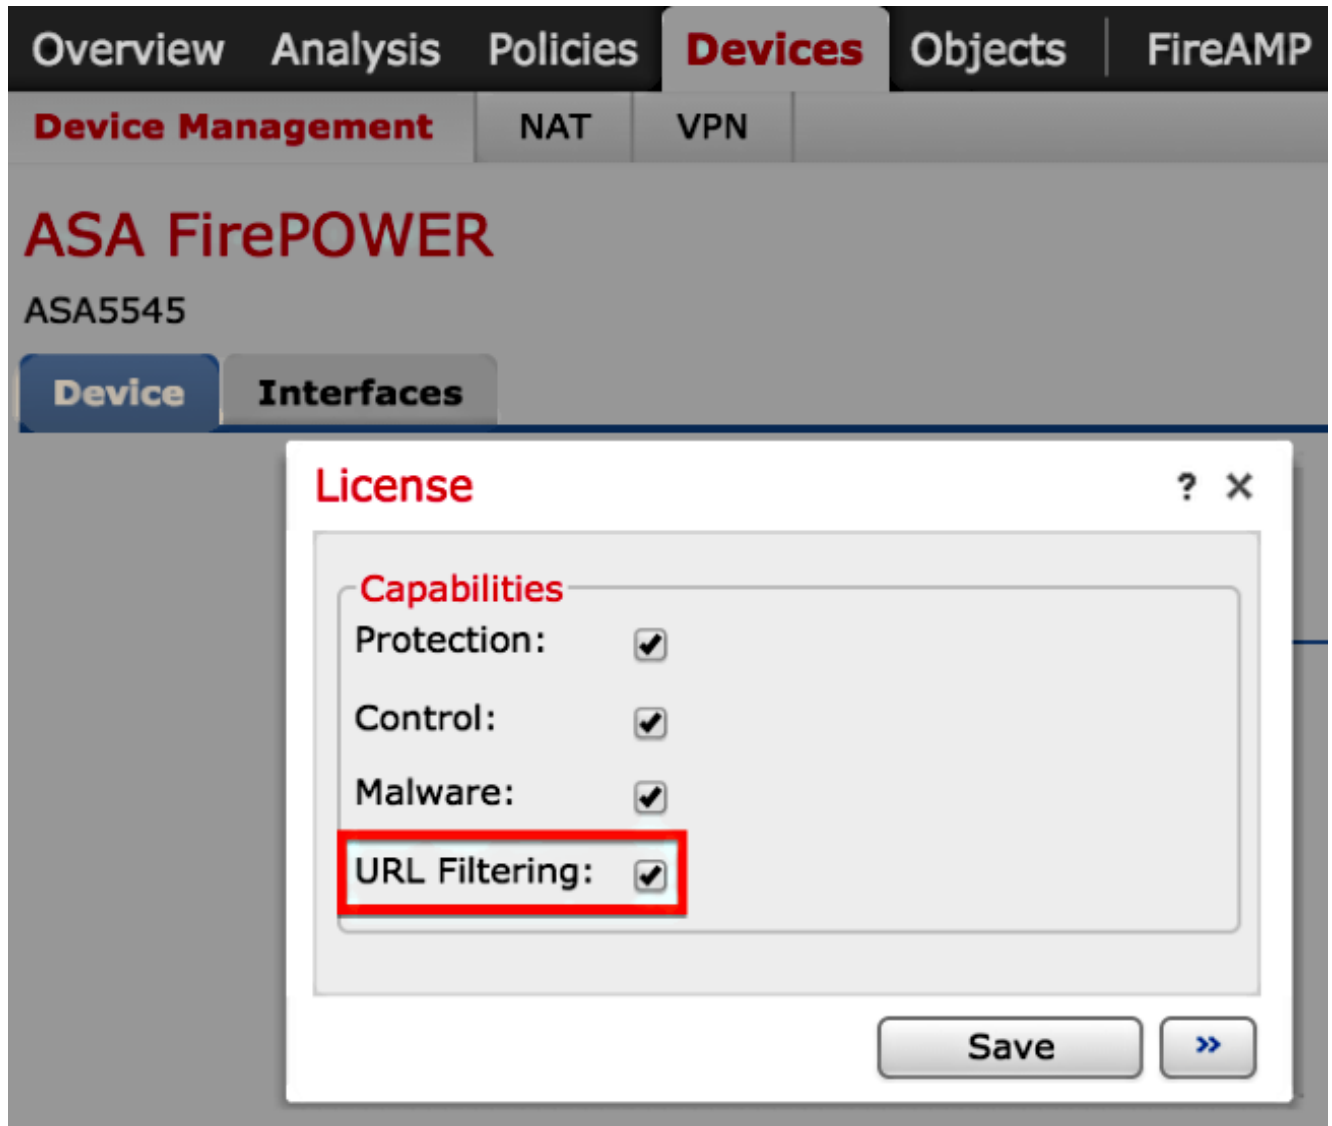 Overview Analysis Policies Devices Objects FireAMP
Device Management NAT VPN
ASA FirePOWER
ASA5545
Device Interfaces
License ? ×
Capabilities
Protection:
Control:
Malware:
URL Filtering:
Save »